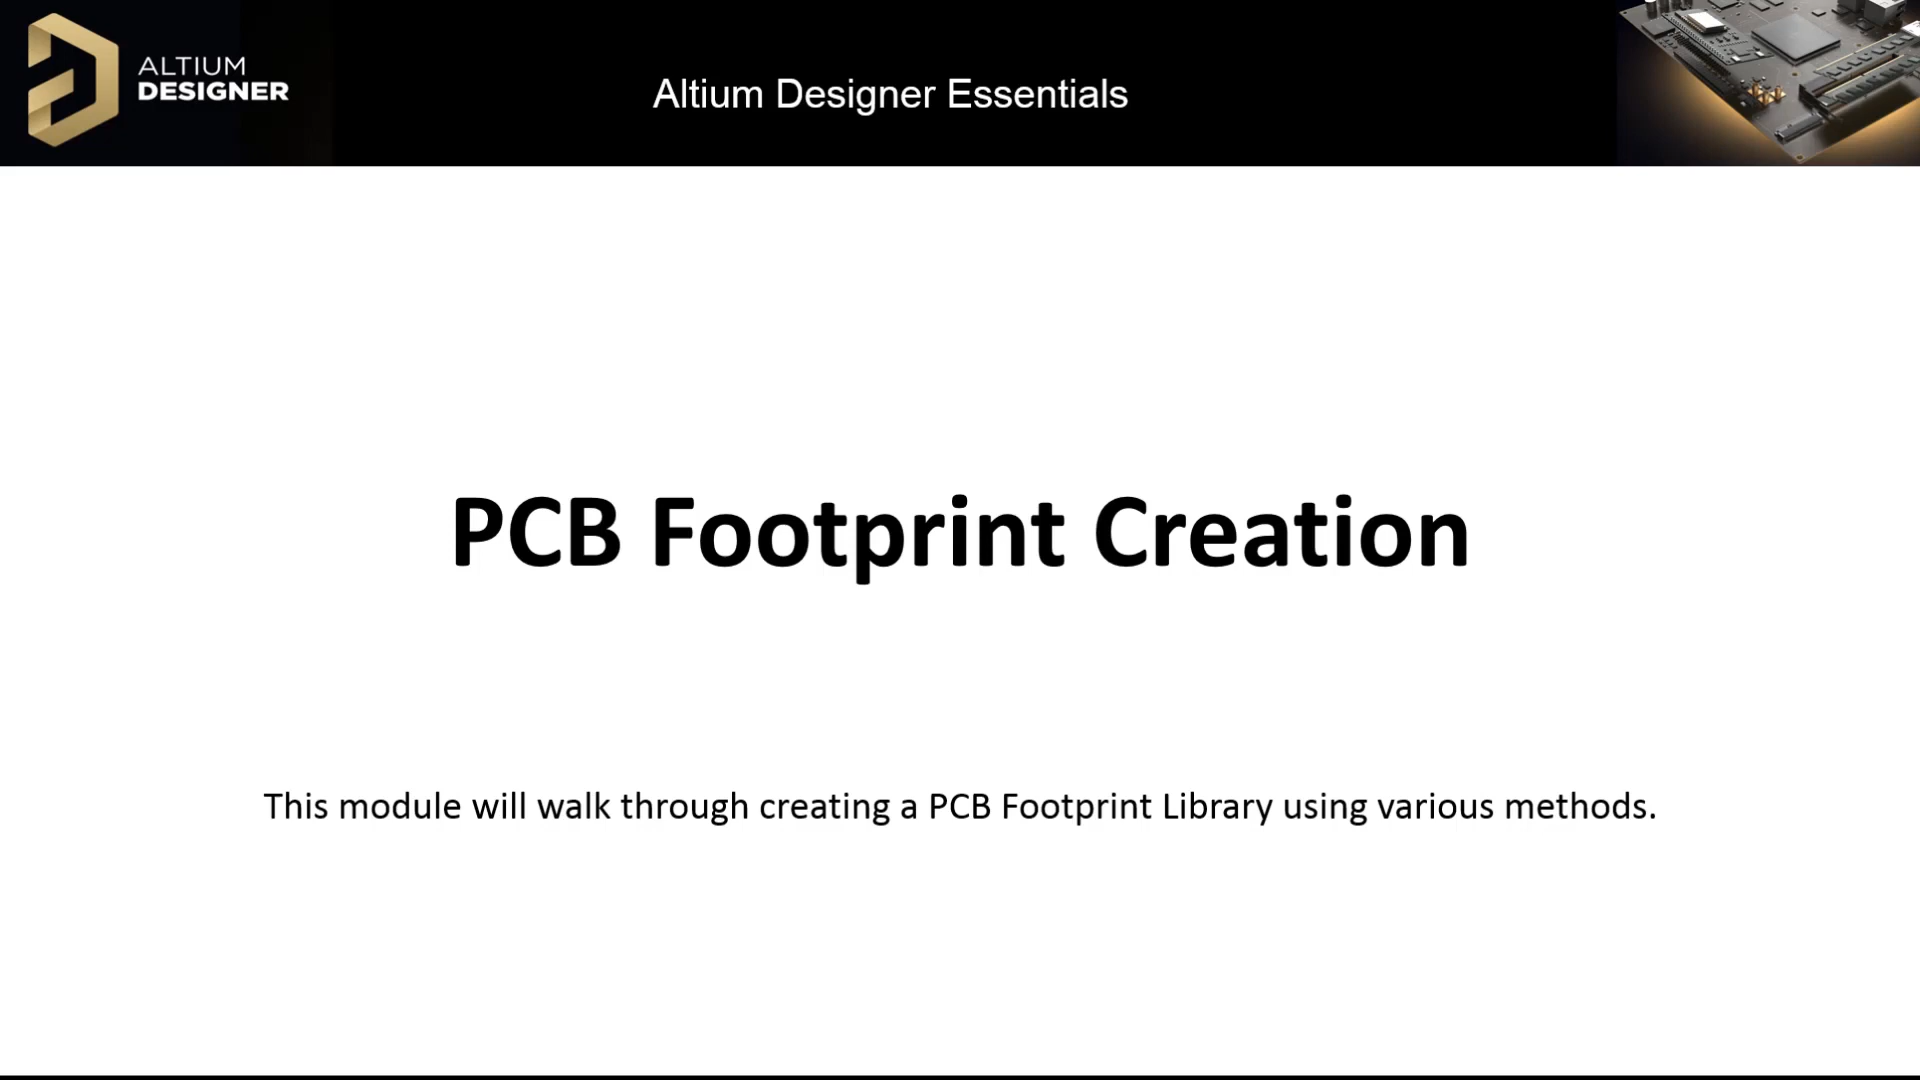 ALTIUM
DESIGNER
Altium Designer Essentials
PCB Footprint Creation
This module will walk through creating a PCB Footprint Library using various methods.